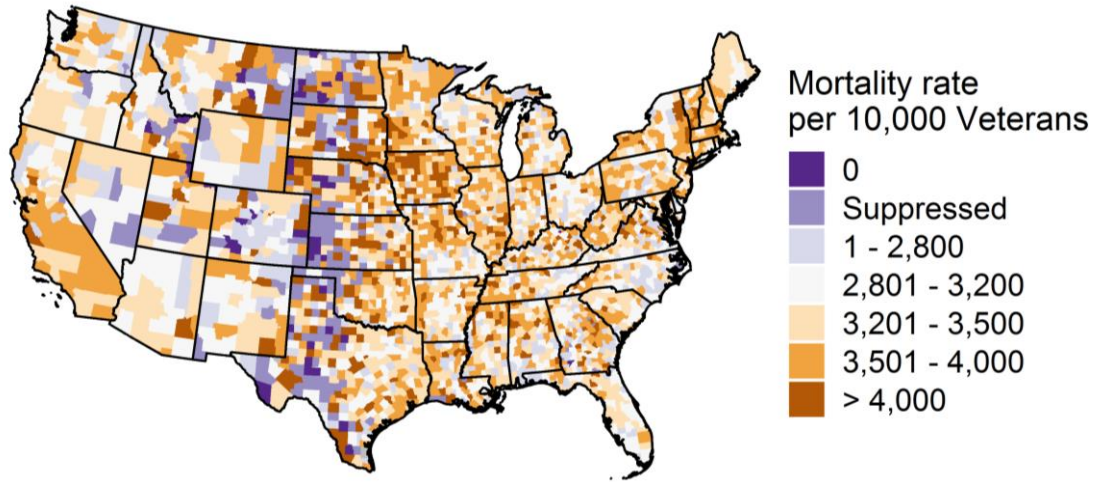 Mortality rate
per 10,000 Veterans
0
Suppressed
1 - 2,800
2,801 - 3,200
3,201 - 3,500
3,501 - 4,000
> 4,000